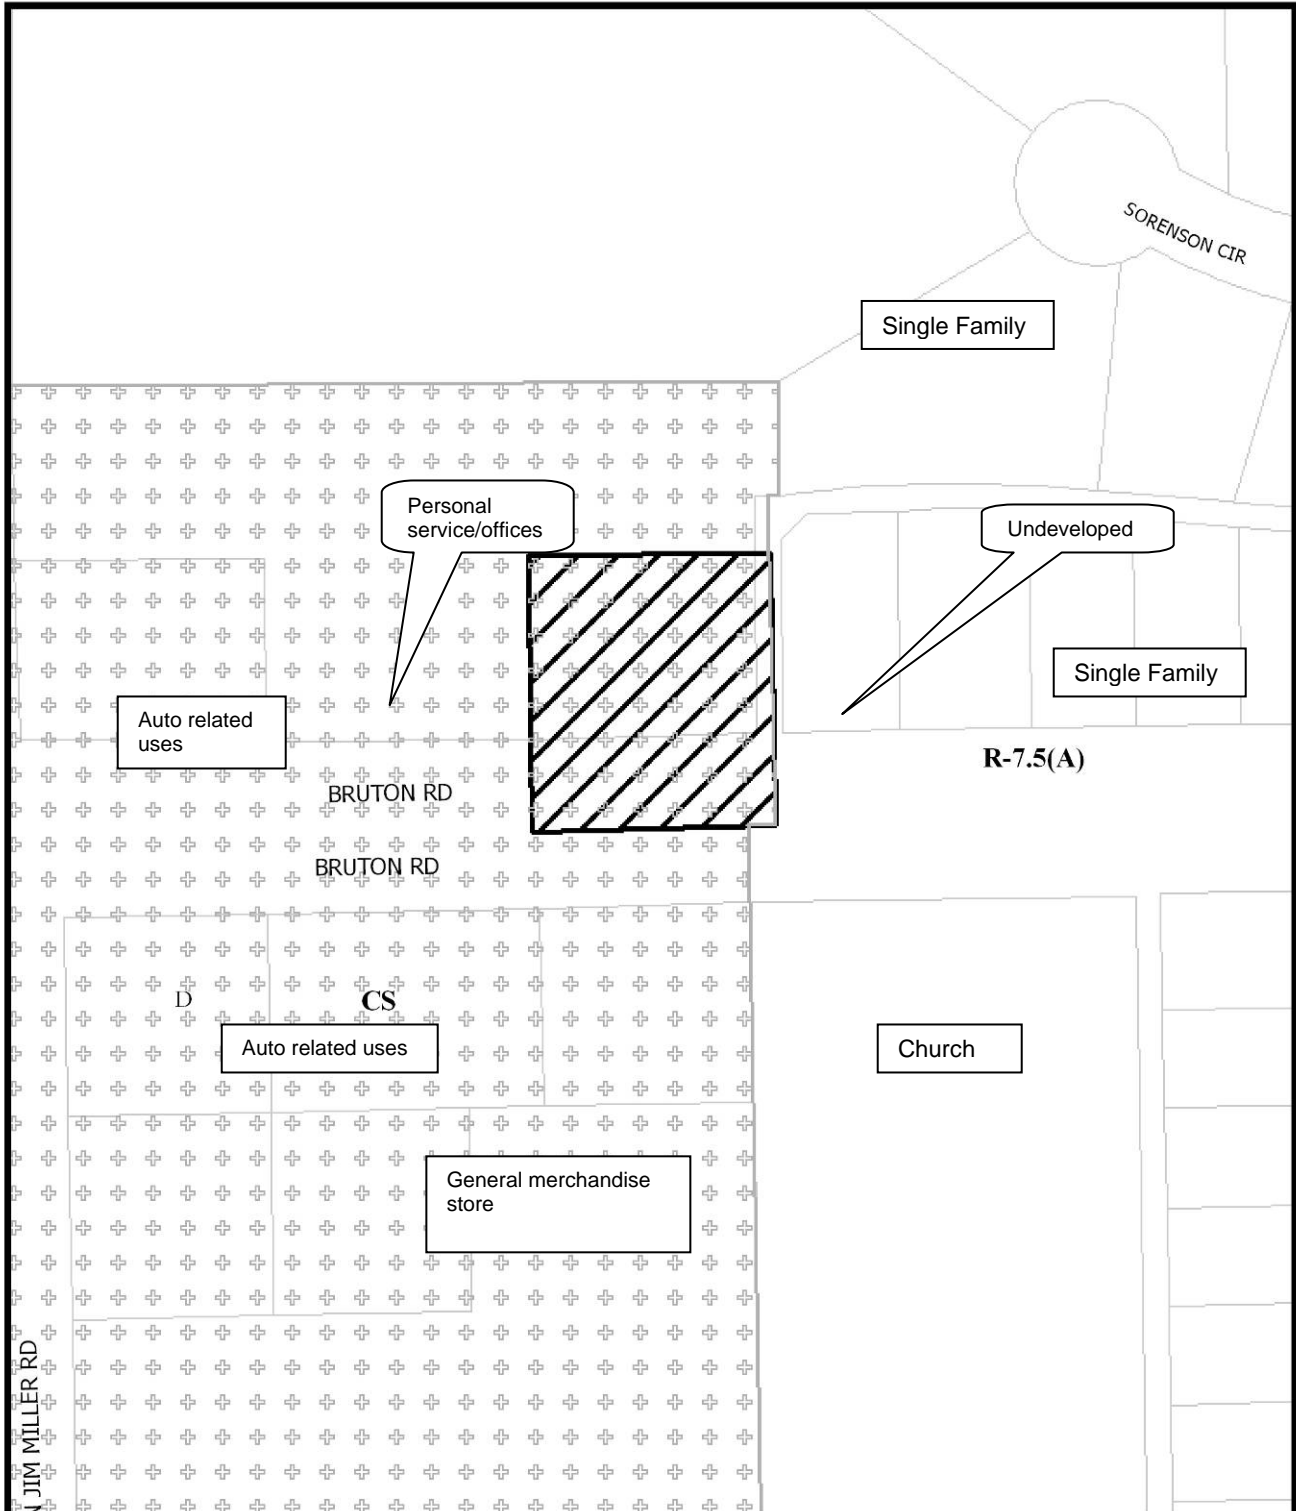 SORENSON CIR
Single Family
Personal
service/offices
Undeveloped
Single Family
Auto related
uses
R-7.5(A)
BRUTON RD
BRUTON RD
D
CS
Auto related uses
Church
General merchandise
store
N JIM MILLER RD